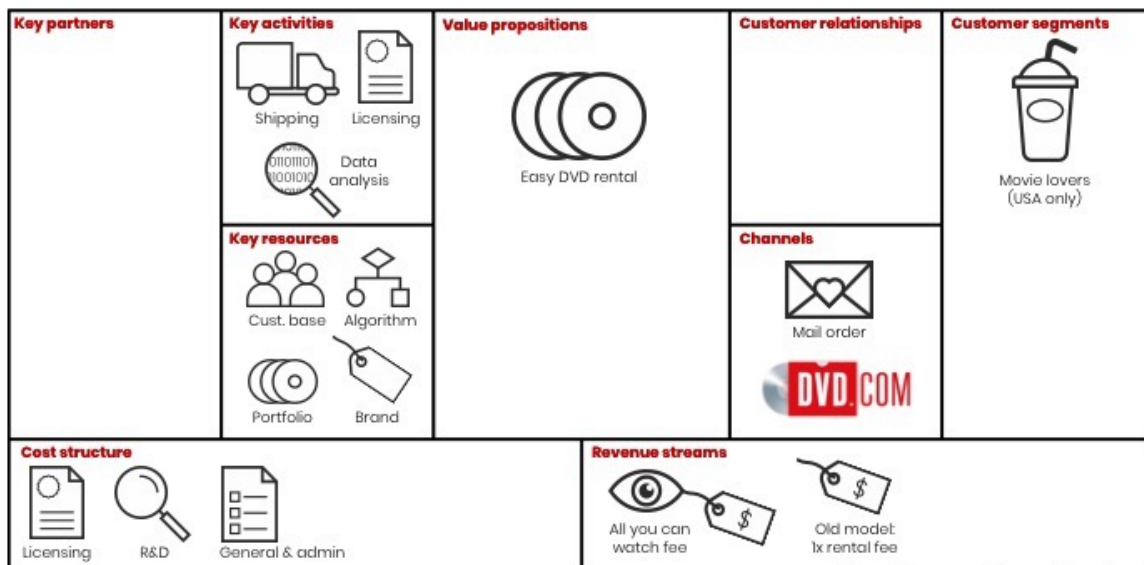 Key partners
Key activities
Shipping
Licensing
011011101
11001010
Data
analysis
Key resources
Cust. base
Algorithm
Portfolio
Brand
Value propositions
Easy DVD rental
Customer relationships
Channels
Mail order
DVD.COM
Customer segments
Movie lovers
(USA only)
Cost structure
Licensing
R&D
General & admin
Revenue streams
$
All you can
watch fee
$
Old model:
1x rental fee